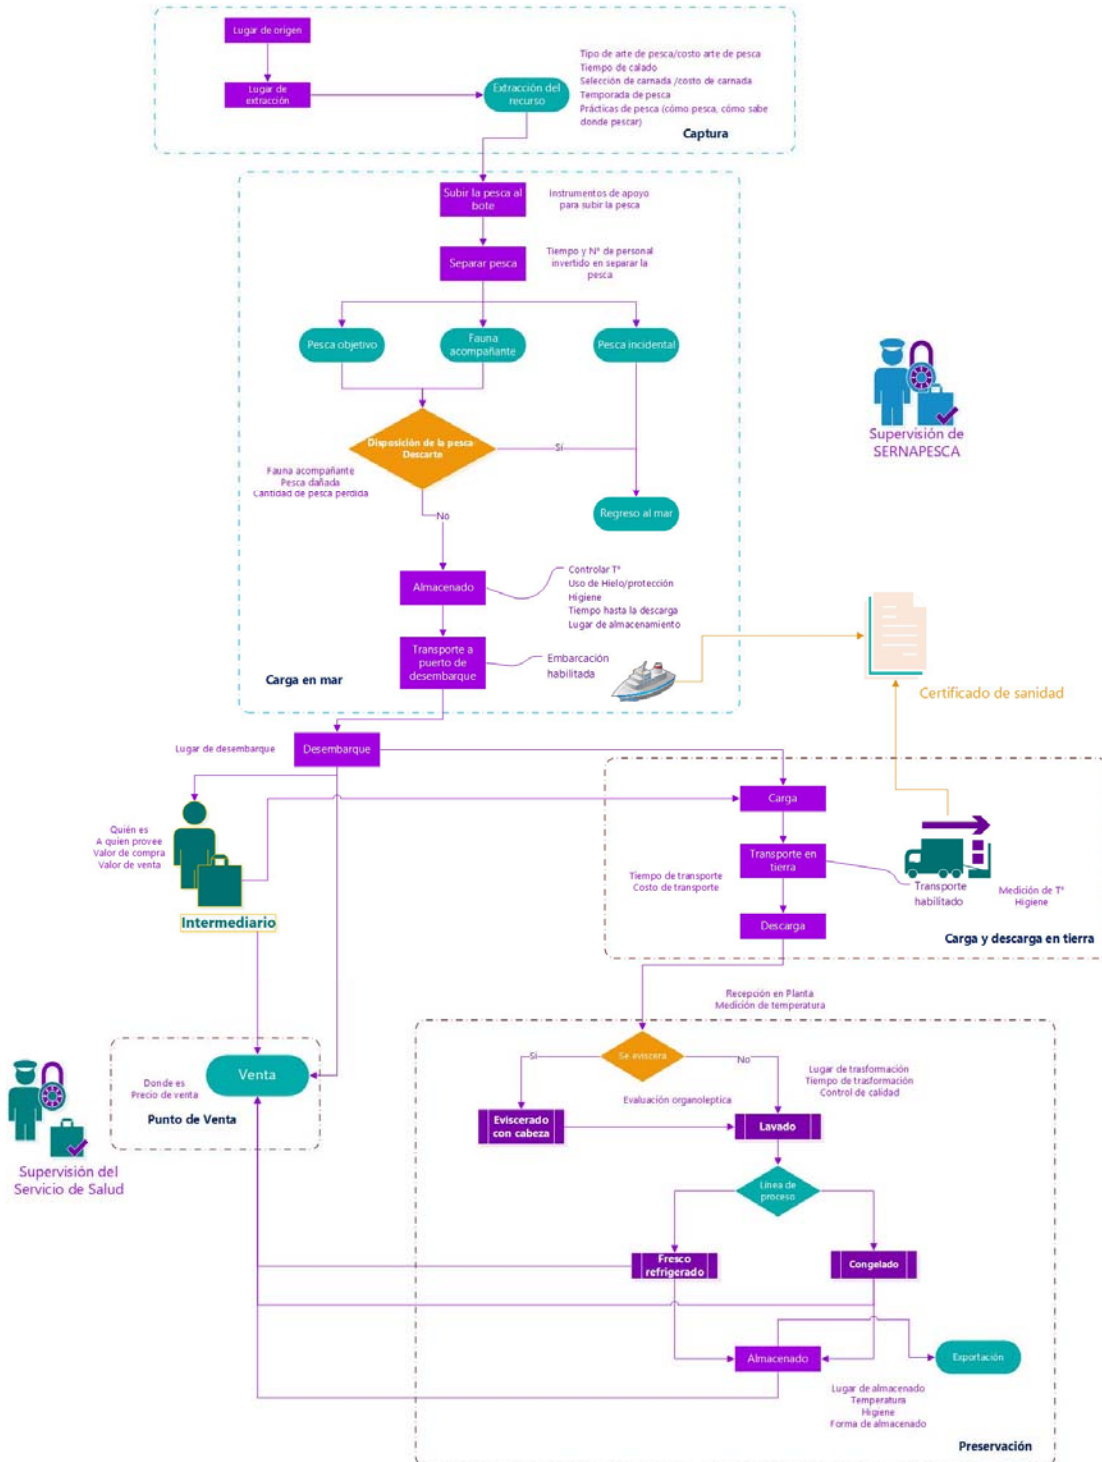 Lugar de origen
Lugar de
extracción
Extracción del
recurso
Tipo de arte de pesca/costo arte de pesca
Tiempo de calado
Selección de carnada /costo de carnada
Temporada de pesca
Prácticas de pesca (cómo pesca, cómo sabe
donde pescar)
Captura
Subir la pesca al
bote
Instrumentos de apoyo
para subir la pesca
Separar pesca
Tiempo y N° de personal
invertido en separar la
pesca
Pesca objetivo
Fauna
acompañante
Pesca incidental
Supervisión de
SERNAPESCA
Disposición de la pesca
Descarte
Sí
Fauna acompañante
Pesca dañada
Cantidad de pesca perdida
No
Regreso al mar
Almacenado
Controlar T°
Uso de Hielo/protección
Higiene
Tiempo hasta la descarga
Lugar de almacenamiento
Transporte a
puerto de
desembarque
Embarcación
habilitada
Carga en mar
Certificado de sanidad
Lugar de desembarque
Desembarque
Carga
Quién es
A quien provee
Valor de compra
Valor de venta
Intermediario
Transporte en
tierra
Tiempo de transporte
Costo de transporte
Transporte
habilitado
Medición de T°
Higiene
Descarga
Carga y descarga en tierra
Recepción en Planta
Medición de temperatura
Se eviscera
Sí
No
Lugar de trasformación
Tiempo de trasformación
Control de calidad
Evaluación organoleptica
Eviscerado
con cabeza
Lavado
Venta
Donde es
Precio de venta
Punto de Venta
Supervisión del
Servicio de Salud
Línea de
proceso
Fresco
refrigerado
Congelado
Almacenado
Exportación
Lugar de almacenado
Temperatura
Higiene
Forma de almacenado
Preservación